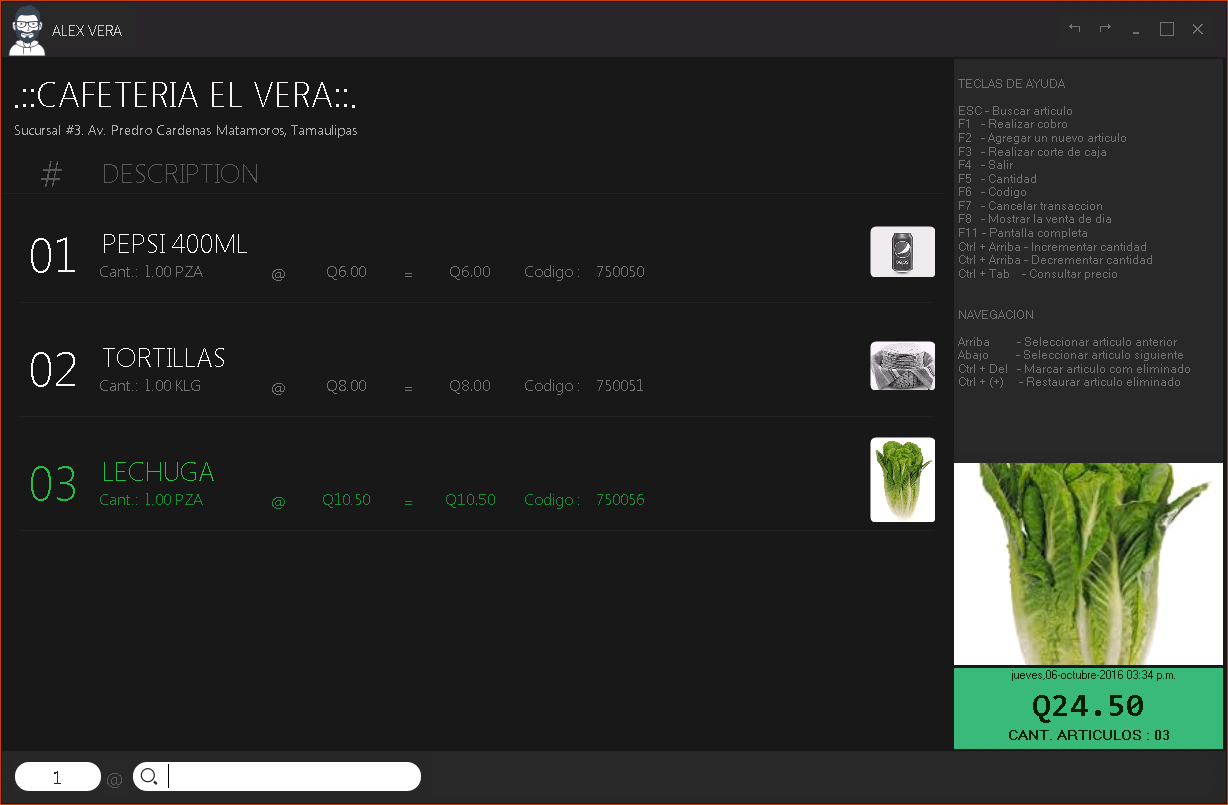 ALEX VERA
.::CAFETERIA EL VERA::.
Sucursal #3. Av. Predro Cardenas Matamoros, Tamaulipas
# DESCRIPTION
01 PEPSI 400ML
Cant.: 1.00 PZA @ Q6.00 = Q6.00 Codigo : 750050
02 TORTILLAS
Cant.: 1.00 KLG @ Q8.00 = Q8.00 Codigo : 750051
03 LECHUGA
Cant.: 1.00 PZA @ Q10.50 = Q10.50 Codigo : 750056
TECLAS DE AYUDA
ESC - Buscar articulo
F1 - Realizar cobro
F2 - Agregar un nuevo articulo
F3 - Realizar corte de caja
F4 - Salir
F5 - Cantidad
F6 - Codigo
F7 - Cancelar transaccion
F8 - Mostrar la venta de dia
F11 - Pantalla completa
Ctrl + Arriba - Incrementar cantidad
Ctrl + Arriba - Decrementar cantidad
Ctrl + Tab - Consultar precio
NAVEGACION
Arriba - Seleccionar articulo anterior
Abajo - Seleccionar articulo siguiente
Ctrl + Del - Marcar articulo com eliminado
Ctrl + (+) - Restaurar articulo eliminado
jueves,06-octubre-2016 03:34 p.m.
Q24.50
CANT. ARTICULOS : 03
1 @